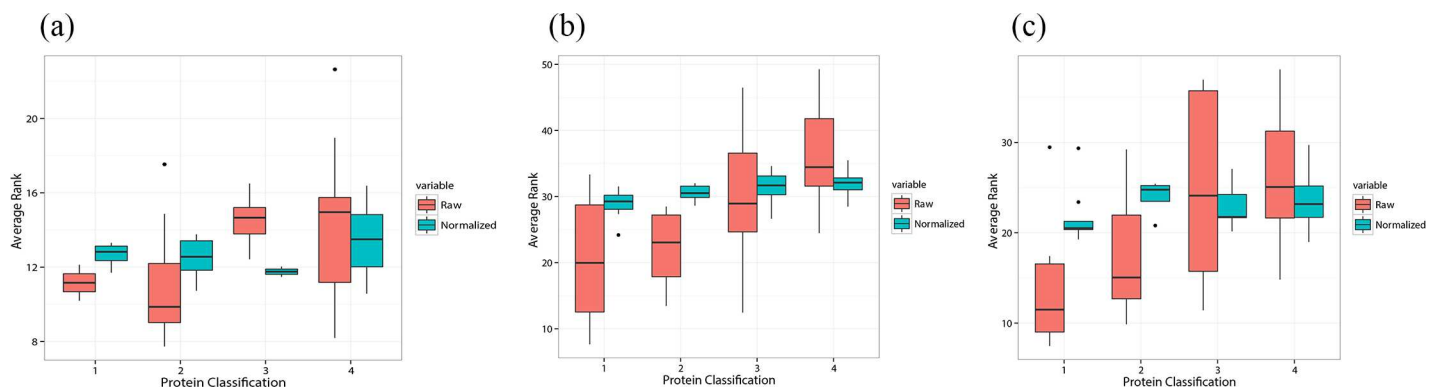 (a)
Average Rank
20
16
12
8
1 2 3 4
Protein Classification
variable
Raw
Normalized
(b)
Average Rank
50
40
30
20
10
1 2 3 4
Protein Classification
variable
Raw
Normalized
(c)
Average Rank
30
20
10
1 2 3 4
Protein Classification
variable
Raw
Normalized